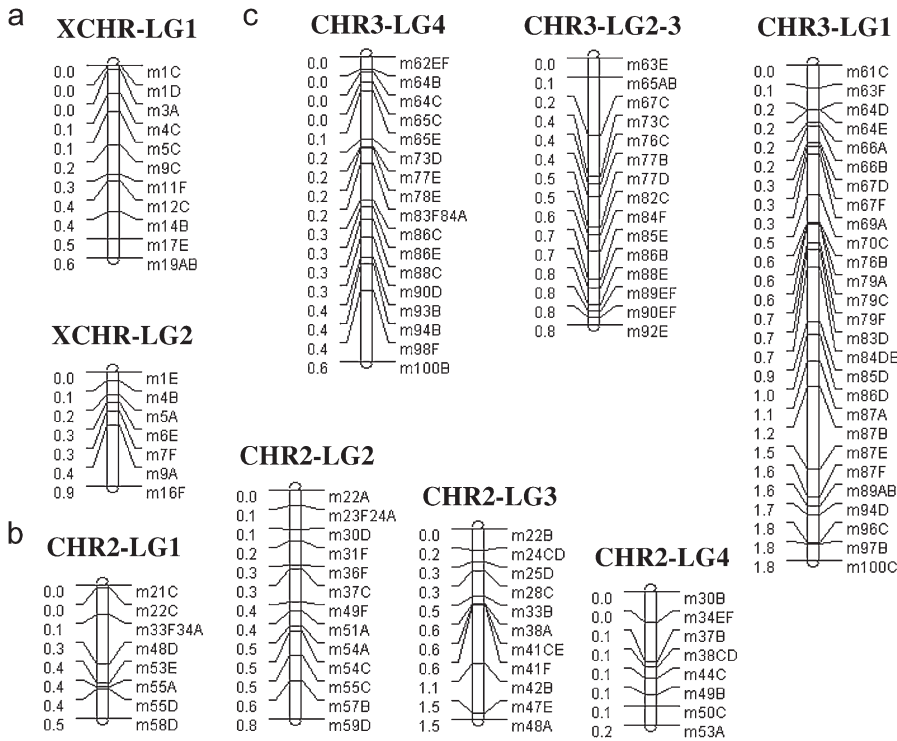 a
XCHR-LG1
0.0 m1C
0.0 m1D
0.0 m3A
0.1 m4C
0.1 m5C
0.2 m9C
0.3 m11F
0.4 m12C
0.4 m14B
0.5 m17E
0.6 m19AB
XCHR-LG2
0.0 m1E
0.1 m4B
0.2 m5A
0.3 m6E
0.3 m7F
0.4 m9A
0.9 m16F
b
CHR2-LG1
0.0 m21C
0.0 m22C
0.1 m33F34A
0.3 m48D
0.4 m53E
0.4 m55A
0.4 m55D
0.5 m58D
CHR2-LG2
0.0 m22A
0.1 m23F24A
0.1 m30D
0.2 m31F
0.3 m36F
0.3 m37C
0.4 m49F
0.4 m51A
0.5 m54A
0.5 m54C
0.5 m55C
0.6 m57B
0.8 m59D
CHR2-LG3
0.0 m22B
0.2 m24CD
0.3 m25D
0.3 m28C
0.5 m33B
0.6 m38A
0.6 m41CE
0.6 m41F
1.1 m42B
1.5 m47E
1.5 m48A
CHR2-LG4
0.0 m30B
0.0 m34EF
0.1 m37B
0.1 m38CD
0.1 m44C
0.1 m49B
0.1 m50C
0.2 m53A
c
CHR3-LG4
0.0 m62EF
0.0 m64B
0.0 m64C
0.0 m65C
0.1 m65E
0.2 m73D
0.2 m77E
0.2 m78E
0.2 m83F84A
0.3 m86C
0.3 m86E
0.3 m88C
0.3 m90D
0.4 m93B
0.4 m94B
0.4 m98F
0.6 m100B
CHR3-LG2-3
0.0 m63E
0.1 m65AB
0.2 m67C
0.4 m73C
0.4 m76C
0.4 m77B
0.5 m77D
0.5 m82C
0.6 m84F
0.7 m85E
0.7 m86B
0.8 m88E
0.8 m89EF
0.8 m90EF
0.8 m92E
CHR3-LG1
0.0 m61C
0.1 m63F
0.2 m64D
0.2 m64E
0.2 m66A
0.2 m66B
0.3 m67D
0.3 m67F
0.3 m69A
0.5 m70C
0.6 m76B
0.6 m79A
0.6 m79C
0.7 m79F
0.7 m83D
0.7 m84DE
0.9 m85D
1.0 m86D
1.1 m87A
1.2 m87B
1.5 m87E
1.6 m87F
1.6 m89AB
1.7 m94D
1.8 m96C
1.8 m97B
1.8 m100C